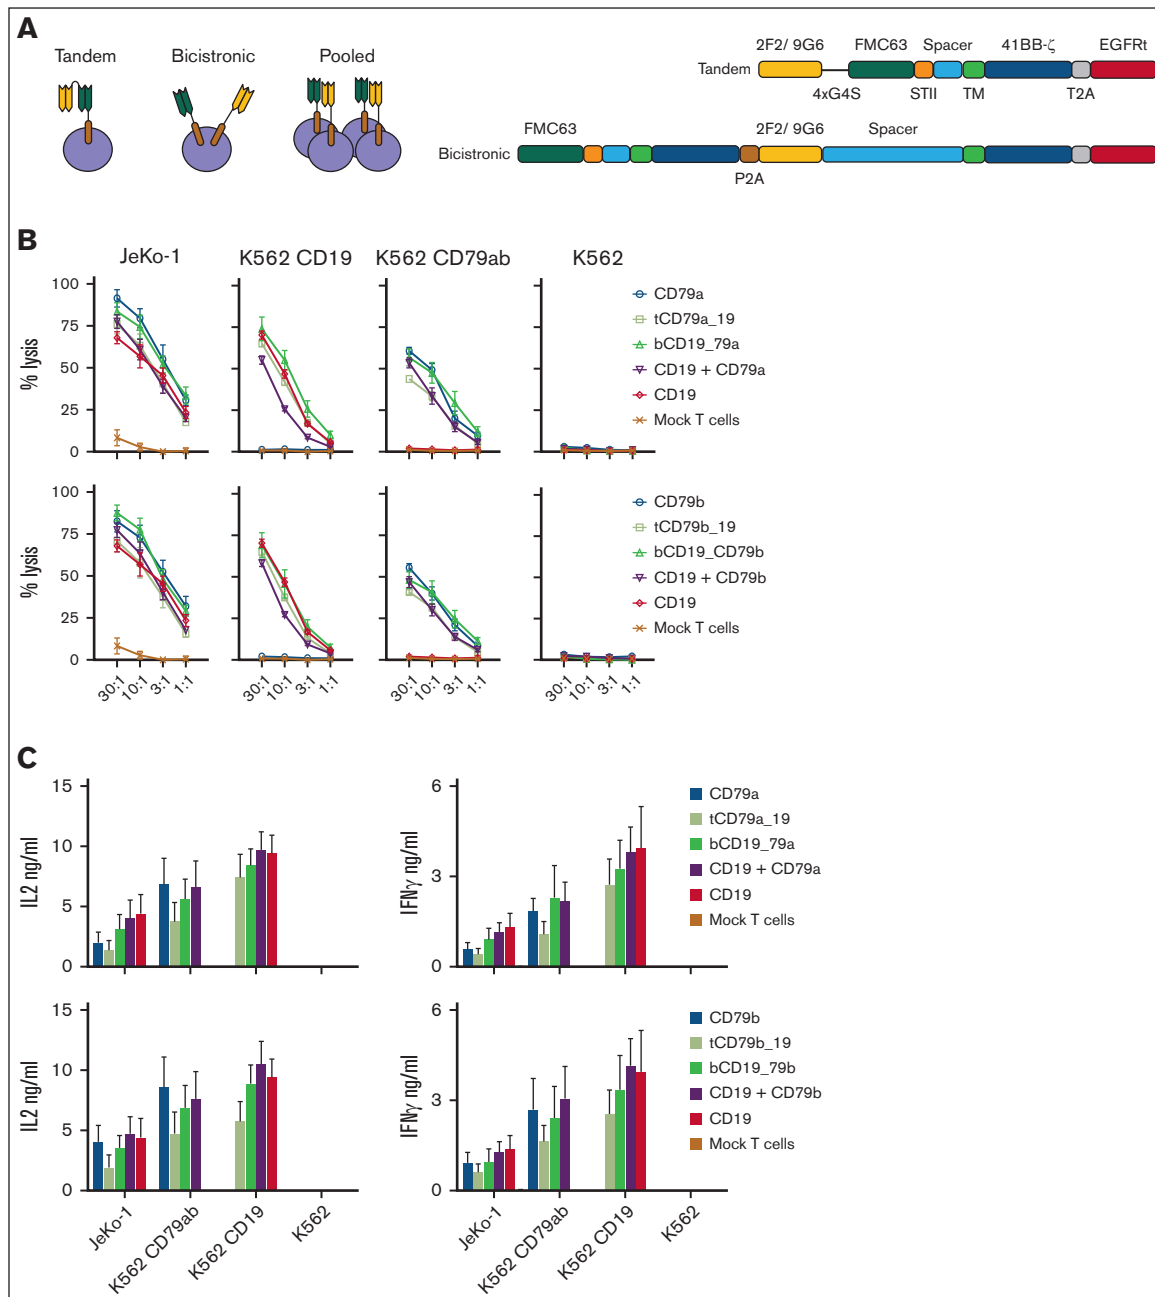 A
Tandem
Bicistronic
Pooled
2F2/ 9G6
FMC63
Spacer
41BB-ζ
EGFRt
Tandem
4xG4S
STII
TM
T2A
FMC63
2F2/ 9G6
Spacer
Bicistronic
P2A
B
JeKo-1
K562 CD19
K562 CD79ab
K562
100
75
50
25
0
% lysis
CD79a
tCD79a_19
bCD19_79a
CD19 + CD79a
CD19
Mock T cells
100
75
50
25
0
% lysis
CD79b
tCD79b_19
bCD19_CD79b
CD19 + CD79b
CD19
Mock T cells
30:1
10:1
3:1
1:1
30:1
10:1
3:1
1:1
30:1
10:1
3:1
1:1
30:1
10:1
3:1
1:1
C
15
10
5
0
IL2 ng/ml
6
3
0
IFNγ ng/ml
CD79a
tCD79a_19
bCD19_79a
CD19 + CD79a
CD19
Mock T cells
15
10
5
0
IL2 ng/ml
6
3
0
IFNγ ng/ml
CD79b
tCD79b_19
bCD19_79b
CD19 + CD79b
CD19
Mock T cells
JeKo-1
K562 CD79ab
K562 CD19
K562
JeKo-1
K562 CD79ab
K562 CD19
K562